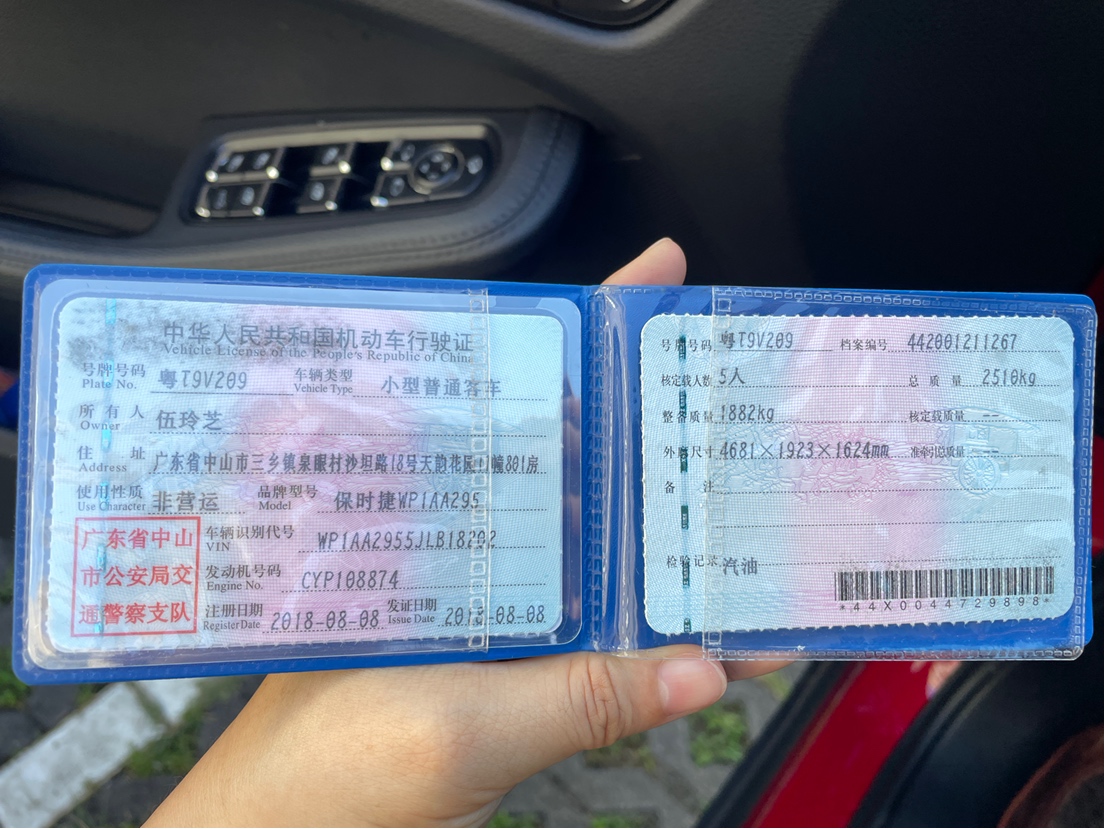 中华人民共和国机动车行驶证
Vehicle License of the People's Republic of China
号牌号码 Plate No. 粤T9V209 车辆类型 Vehicle Type 小型普通客车
所有人 Owner 伍玲芝
住址 Address 广东省中山市三乡镇泉眼村沙坦路18号天韵花园11幢801房
使用性质 Use Character 非营运 品牌型号 Model 保时捷WP1AA295
广东省中山
市公安局交
通警察支队
车辆识别代号 VIN WP1AA2955JLB18202
发动机号码 Engine No. CYP108874
注册日期 Register Date 2018-08-08 发证日期 Issue Date 2018-08-08
号牌号码 粤T9V209 档案编号 442001211267
核定载人数 5人 总质量 2510kg
整备质量 1882kg 核定载质量 --
外廓尺寸 4681×1923×1624mm 准牵引总质量 --
备注
检验记录 汽油
*44X0044729898*